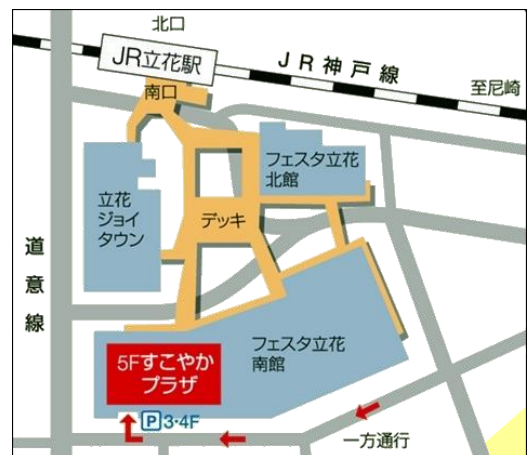 北口
JR立花駅
JR神戸線
至尼崎
南口
フェスタ立花
北館
立花
ジョイ
タウン
デッキ
道意線
フェスタ立花
南館
5Fすこやか
プラザ
P3・4F
一方通行